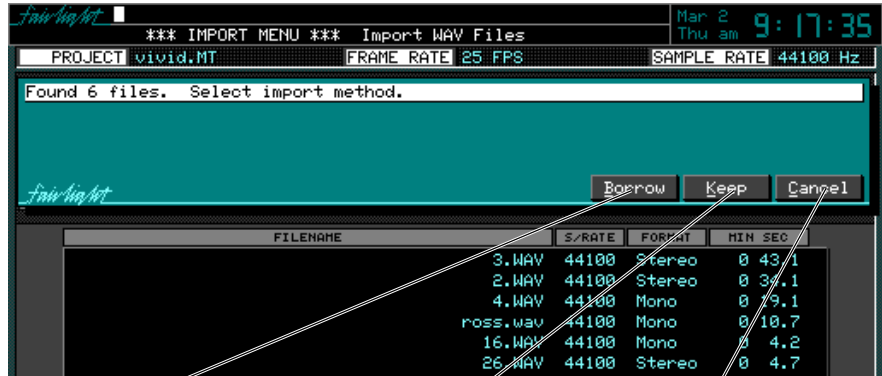 fairlight
Mar 2
Thu am 9:17:35
*** IMPORT MENU *** Import WAV Files
PROJECT vivid.MT FRAME RATE 25 FPS SAMPLE RATE 44100 Hz
Found 6 files. Select import method.
fairlight Borrow Keep Cancel
FILENAME S/RATE FORMAT MIN SEC
3.WAV 44100 Stereo 0 43.1
2.WAV 44100 Stereo 0 34.1
4.WAV 44100 Mono 0 19.1
ross.wav 44100 Mono 0 10.7
16.WAV 44100 Mono 0 4.2
26.WAV 44100 Stereo 0 4.7